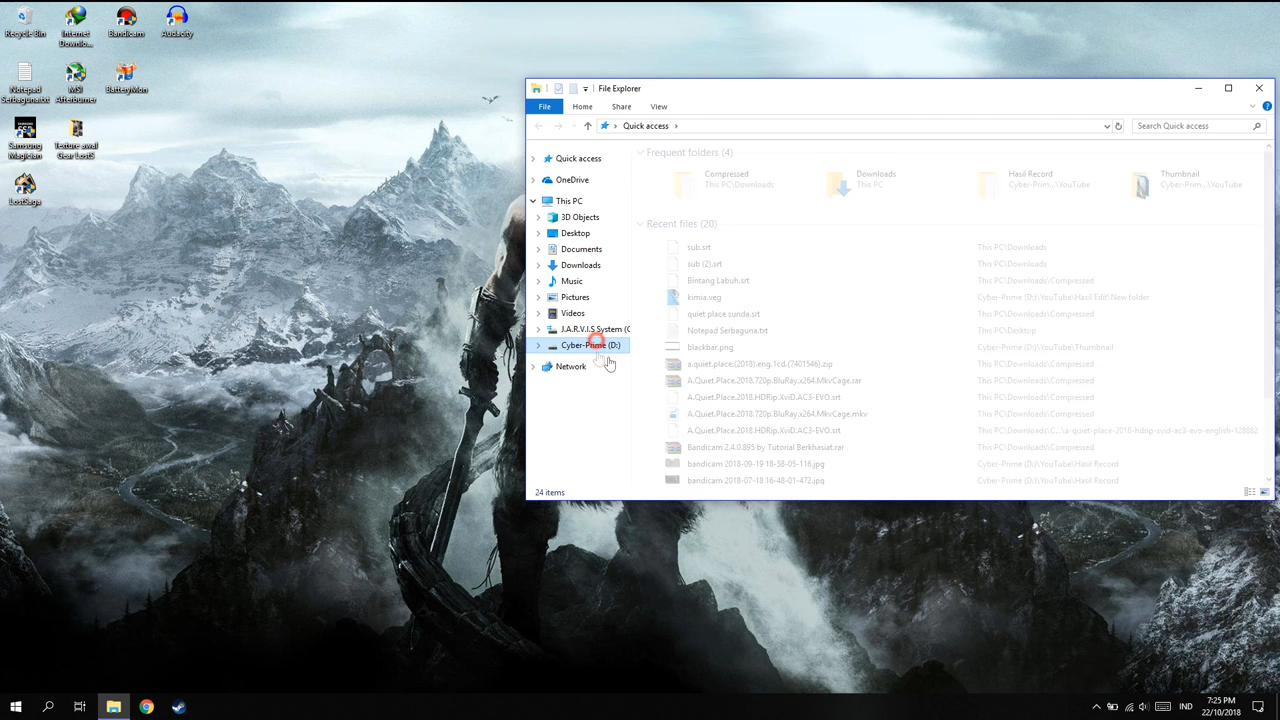 Recycle Bin
Internet
Downlo...
Bandicam
Audacity
Notepad
Serbaguna.txt
MSI
Afterburner
BatteryMon
Samsung
Magician
Texture awal
Gear LostS
LostSaga
File Explorer
File
Home
Share
View
Quick access
Search Quick access
Quick access
OneDrive
This PC
3D Objects
Desktop
Documents
Downloads
Music
Pictures
Videos
J.A.R.V.I.S System (C
Cyber-Prime (D:)
Network
Frequent folders (4)
Compressed
This PC\Downloads
Downloads
This PC
Hasil Record
Cyber-Prim...\YouTube
Thumbnail
Cyber-Prim...\YouTube
Recent files (20)
sub.srt This PC\Downloads
sub (2).srt This PC\Downloads
Bintang Labuh.srt This PC\Downloads\Compressed
kimia.veg Cyber-Prime (D:)\YouTube\Hasil Edit\New folder
quiet place sunda.srt This PC\Downloads\Compressed
Notepad Serbaguna.txt This PC\Desktop
blackbar.png Cyber-Prime (D:)\YouTube\Thumbnail
a.quiet.place.(2018).eng.1cd.(7401546).zip This PC\Downloads\Compressed
A.Quiet.Place.2018.720p.BluRay.x264.MkvCage.rar This PC\Downloads\Compressed
A.Quiet.Place.2018.HDRip.XviD.AC3-EVO.srt This PC\Downloads\Compressed
A.Quiet.Place.2018.720p.BluRay.x264.MkvCage.mkv This PC\Downloads\Compressed
A.Quiet.Place.2018.HDRip.XviD.AC3-EVO.srt This PC\Downloads\C...\a-quiet-place-2018-hdrip-xvid-ac3-evo-english-128882
Bandicam 2.4.0.895 by Tutorial Berkhasiat.rar This PC\Downloads\Compressed
bandicam 2018-09-19 18-58-05-116.jpg Cyber-Prime (D:)\YouTube\Hasil Record
bandicam 2018-07-18 16-48-01-472.jpg Cyber-Prime (D:)\YouTube\Hasil Record
24 items
IND
7:25 PM
22/10/2018